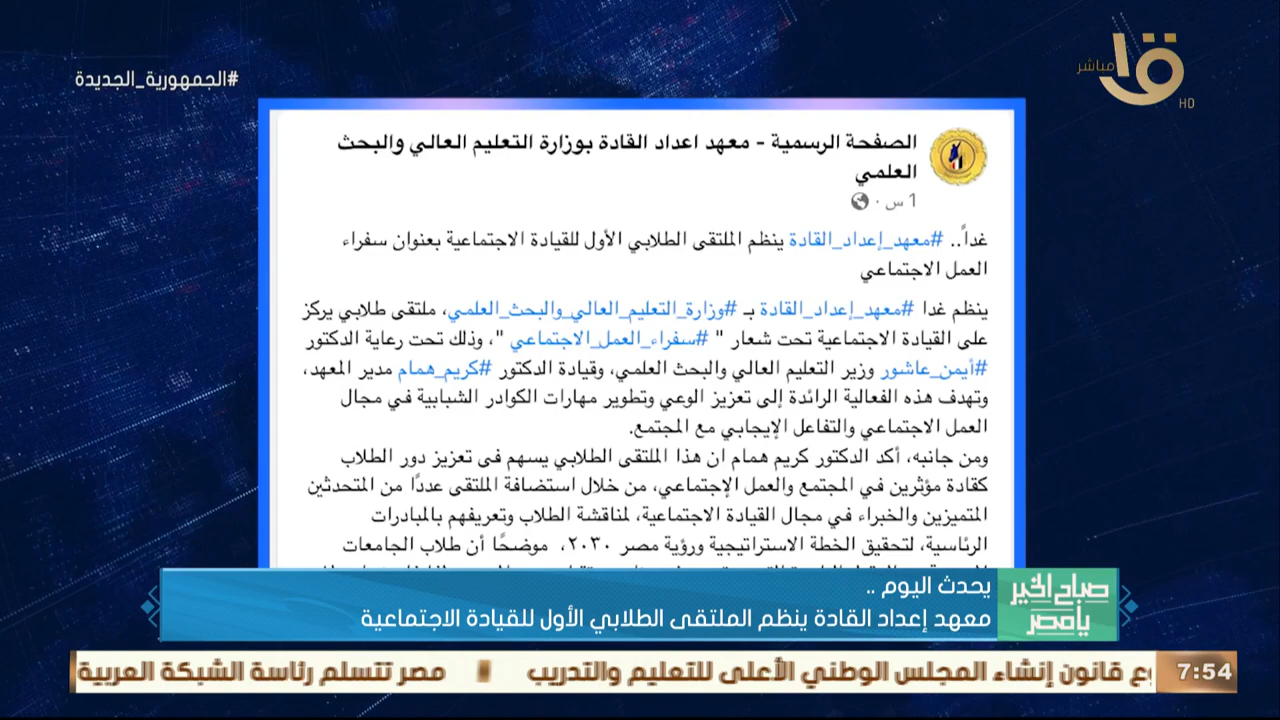 #الجمهورية_الجديدة
مباشر
HD
الصفحة الرسمية - معهد اعداد القادة بوزارة التعليم العالي والبحث
العلمي
1 س ·
غداً.. #معهد_إعداد_القادة ينظم الملتقى الطلابي الأول للقيادة الاجتماعية بعنوان سفراء
العمل الاجتماعي
ينظم غدا #معهد_إعداد_القادة بـ #وزارة_التعليم_العالي_والبحث_العلمي، ملتقى طلابي يركز
على القيادة الاجتماعية تحت شعار " #سفراء_العمل_الاجتماعي "، وذلك تحت رعاية الدكتور
#أيمن_عاشور وزير التعليم العالي والبحث العلمي، وقيادة الدكتور #كريم_همام مدير المعهد،
وتهدف هذه الفعالية الرائدة إلى تعزيز الوعي وتطوير مهارات الكوادر الشبابية في مجال
العمل الاجتماعي والتفاعل الإيجابي مع المجتمع.
ومن جانبه، أكد الدكتور كريم همام ان هذا الملتقى الطلابي يسهم فى تعزيز دور الطلاب
كقادة مؤثرين في المجتمع والعمل الإجتماعي، من خلال استضافة الملتقى عددًا من المتحدثين
المتميزين والخبراء في مجال القيادة الاجتماعية، لمناقشة الطلاب وتعريفهم بالمبادرات
الرئاسية، لتحقيق الخطة الاستراتيجية ورؤية مصر ٢٠٣٠، موضحًا أن طلاب الجامعات
صباح الخير
يا مصر
يحدث اليوم ..
معهد إعداد القادة ينظم الملتقى الطلابي الأول للقيادة الاجتماعية
7:54
قانون إنشاء المجلس الوطني الأعلى للتعليم والتدريب
مصر تتسلم رئاسة الشبكة العربية